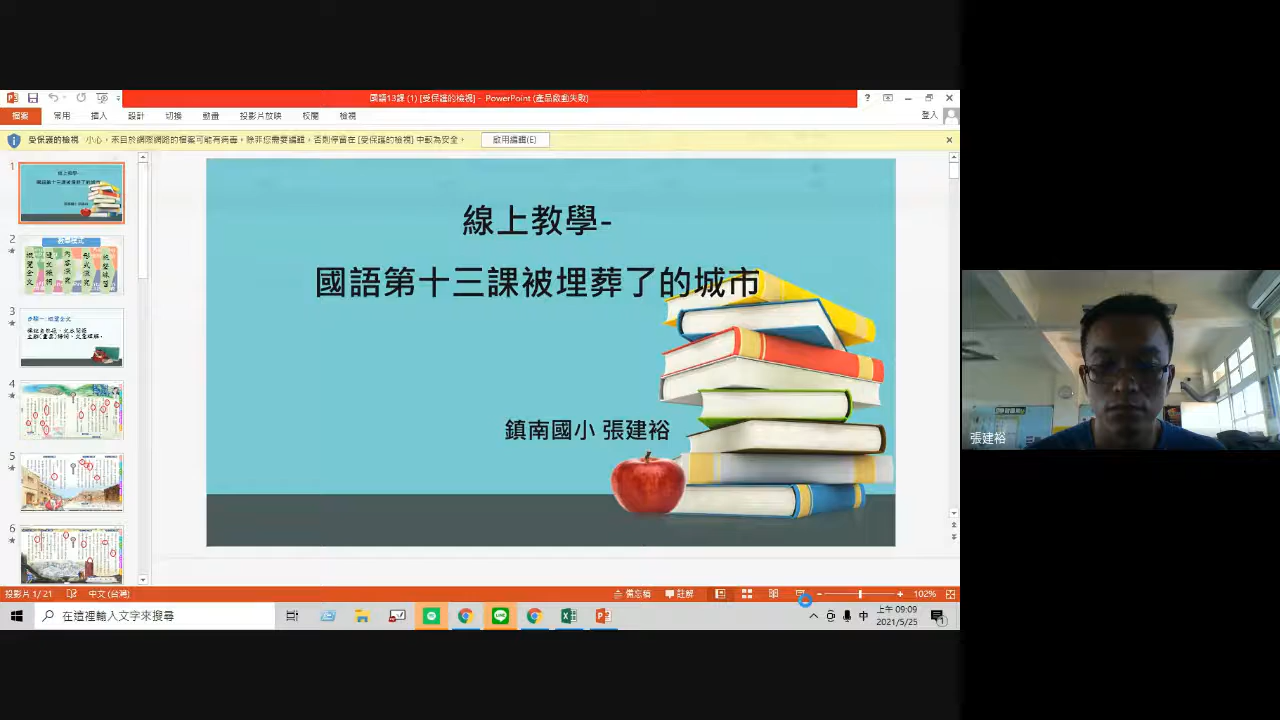 國語13課 (1) [受保護的檢視] - PowerPoint (產品啟動失敗)
檔案 常用 插入 設計 切換 動畫 投影片放映 校閱 檢視
登入
受保護的檢視 小心，來自於網際網路的檔案可能有病毒。除非您需要編輯，否則停留在 [受保護的檢視] 中較為安全。
啟用編輯(E)
1
2
3
4
5
6
線上教學-
國語第十三課被埋葬了的城市
鎮南國小 張建裕
張建裕
投影片 1/21
中文 (台灣)
備忘稿
註解
102%
在這裡輸入文字來搜尋
中
上午 09:09
2021/5/25